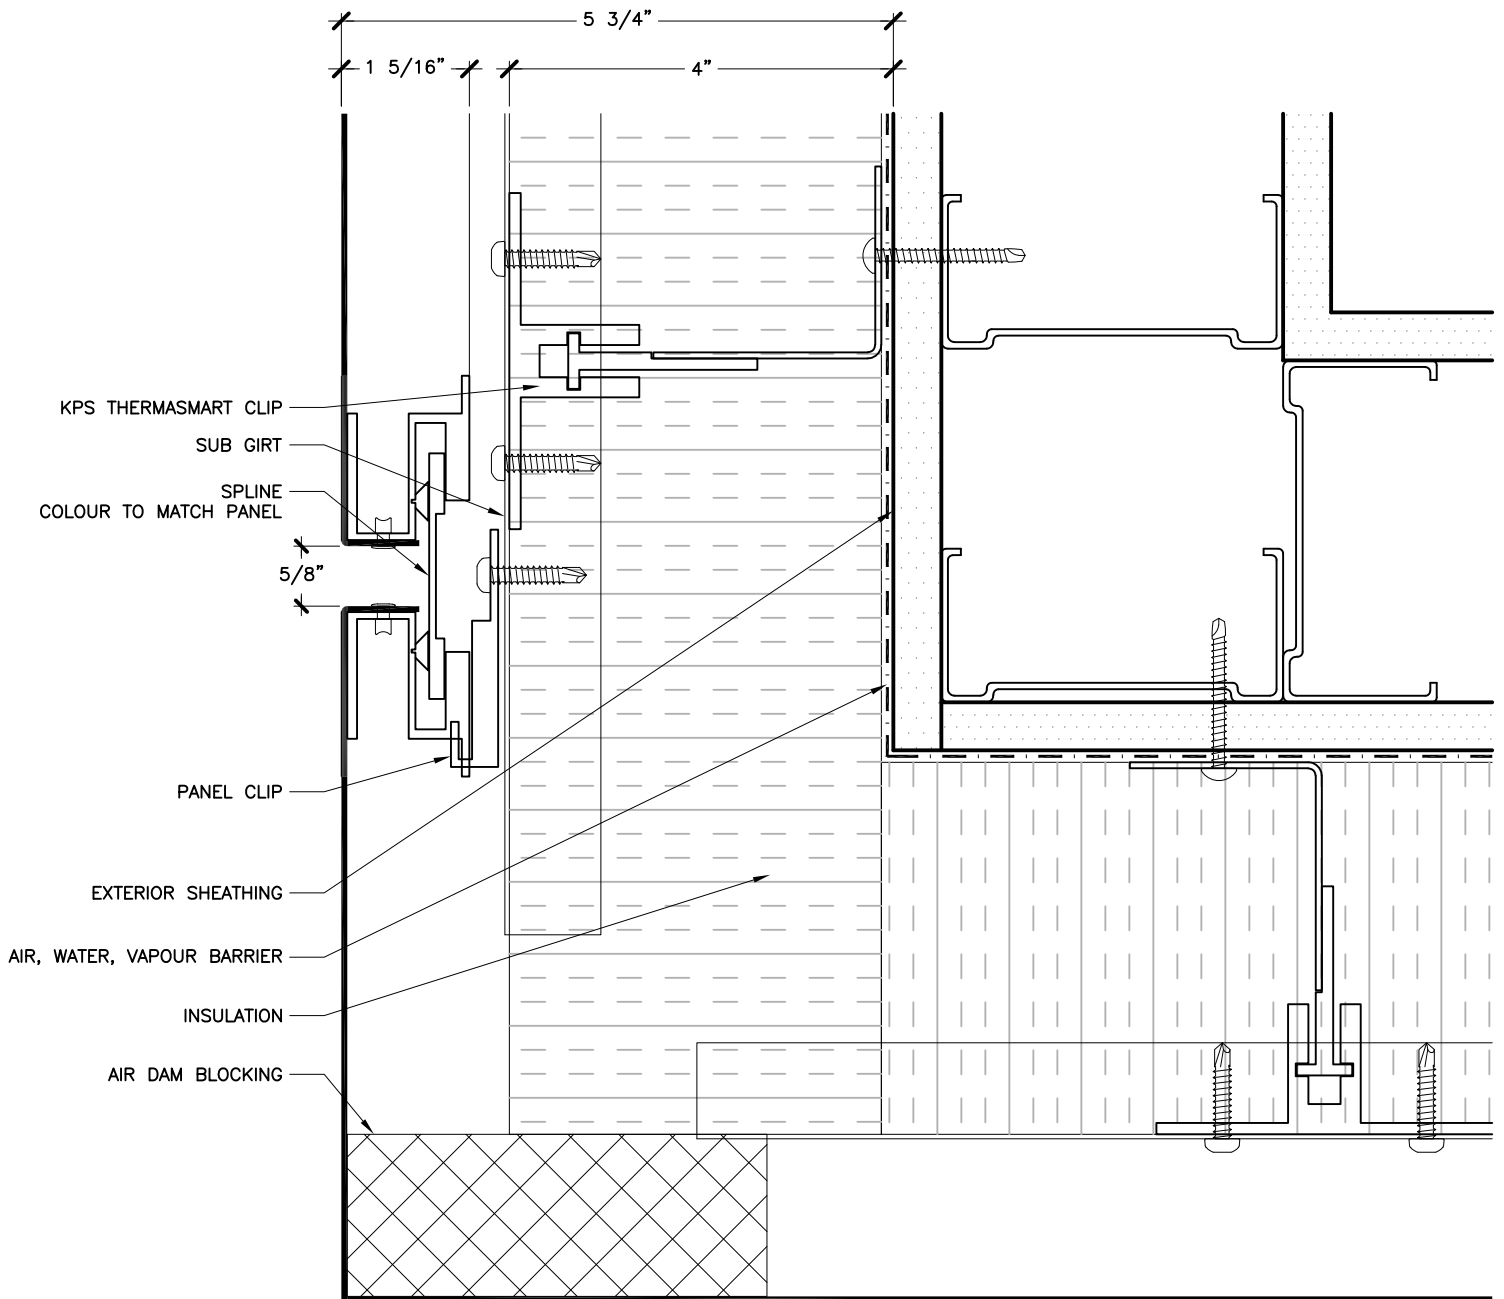 5 3/4”
1 5/16”
4”
KPS THERMASMART CLIP
SUB GIRT
SPLINE
COLOUR TO MATCH PANEL
5/8”
PANEL CLIP
EXTERIOR SHEATHING
AIR, WATER, VAPOUR BARRIER
INSULATION
AIR DAM BLOCKING